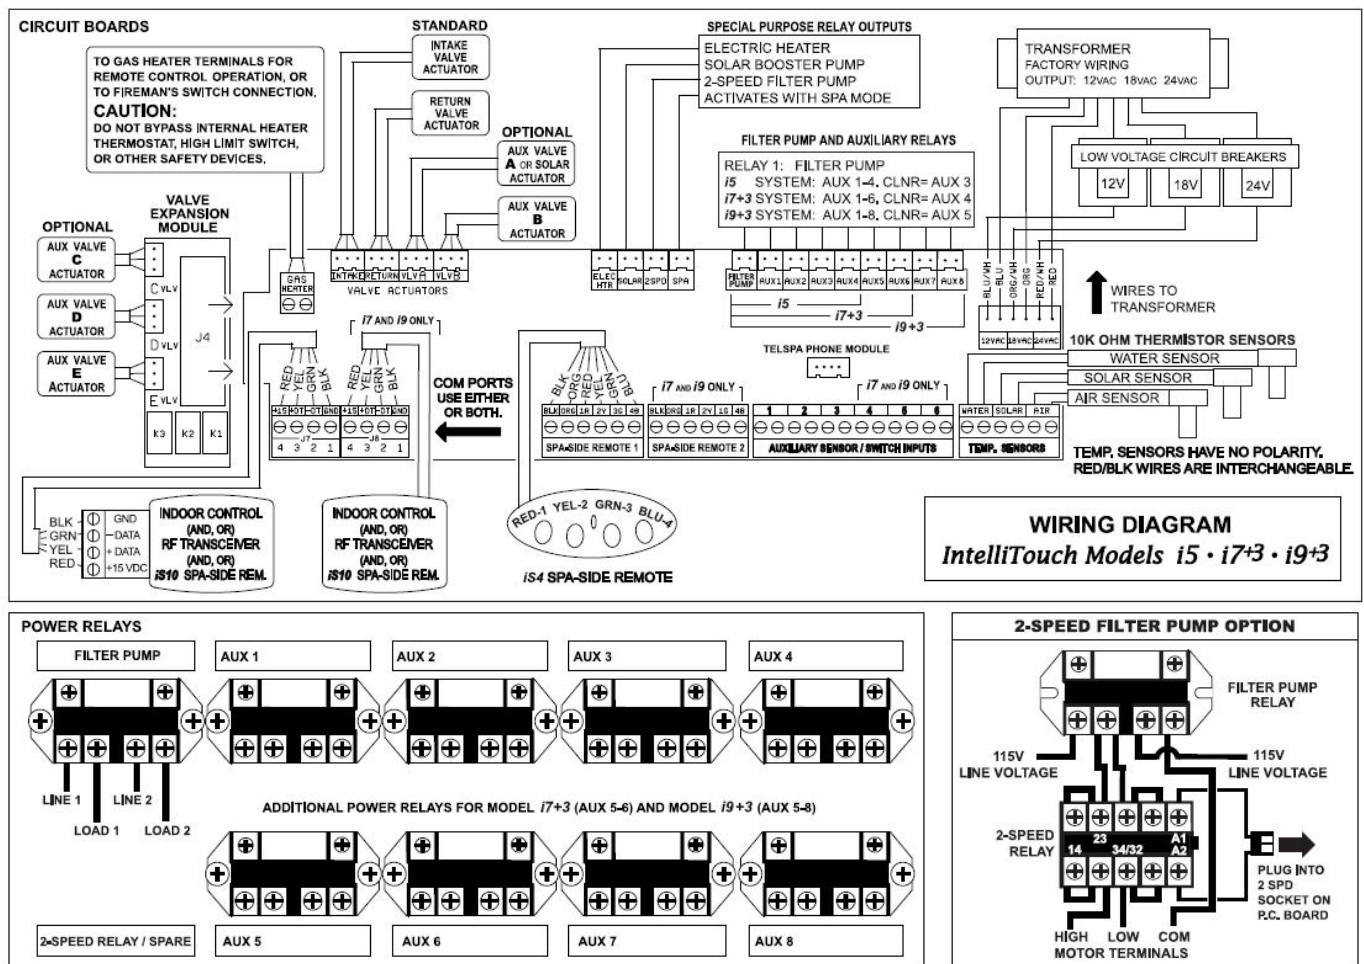 CIRCUIT BOARDS
TO GAS HEATER TERMINALS FOR
REMOTE CONTROL OPERATION, OR
TO FIREMAN'S SWITCH CONNECTION.
CAUTION:
DO NOT BYPASS INTERNAL HEATER
THERMOSTAT, HIGH LIMIT SWITCH,
OR OTHER SAFETY DEVICES.
STANDARD
INTAKE
VALVE
ACTUATOR
RETURN
VALVE
ACTUATOR
OPTIONAL
AUX VALVE
A OR SOLAR
ACTUATOR
AUX VALVE
B
ACTUATOR
SPECIAL PURPOSE RELAY OUTPUTS
ELECTRIC HEATER
SOLAR BOOSTER PUMP
2-SPEED FILTER PUMP
ACTIVATES WITH SPA MODE
FILTER PUMP AND AUXILIARY RELAYS
RELAY 1: FILTER PUMP
i5 SYSTEM: AUX 1-4. CLNR= AUX 3
i7+3 SYSTEM: AUX 1-6, CLNR= AUX 4
i9+3 SYSTEM: AUX 1-8. CLNR= AUX 5
TRANSFORMER
FACTORY WIRING
OUTPUT: 12VAC 18VAC 24VAC
LOW VOLTAGE CIRCUIT BREAKERS
12V 18V 24V
VALVE
EXPANSION
MODULE
OPTIONAL
AUX VALVE
C
ACTUATOR
AUX VALVE
D
ACTUATOR
AUX VALVE
E
ACTUATOR
C VLV
D VLV
E VLV
J4
K3 K2 K1
GAS
HEATER
INTAKE RETURN VLV A VLV B
VALVE ACTUATORS
ELEC
HTR SOLAR 2SPD SPA
FILTER
PUMP AUX1 AUX2 AUX3 AUX4 AUX5 AUX6 AUX7 AUX8
i5
i7+3
i9+3
BLU/WH BLU ORG/WH ORG RED/WH RED
12VAC 18VAC 24VAC
WIRES TO
TRANSFORMER
10K OHM THERMISTOR SENSORS
WATER SENSOR
SOLAR SENSOR
AIR SENSOR
TEMP. SENSORS HAVE NO POLARITY.
RED/BLK WIRES ARE INTERCHANGEABLE.
i7 AND i9 ONLY
RED YEL GRN BLK
RED YEL GRN BLK
+15 +DT -DT GND
J7
4 3 2 1
+15 +DT -DT GND
J8
4 3 2 1
COM PORTS
USE EITHER
OR BOTH.
TELSPA PHONE MODULE
BLK ORG RED YEL GRN BLU
BLK ORG 1R 2Y 3G 4B
SPA-SIDE REMOTE 1
i7 AND i9 ONLY
BLK ORG 1R 2Y 1G 4B
SPA-SIDE REMOTE 2
i7 AND i9 ONLY
1 2 3 4 5 6
AUXILIARY SENSOR / SWITCH INPUTS
WATER SOLAR AIR
TEMP. SENSORS
BLK GND
GRN -DATA
YEL + DATA
RED +15 VDC
INDOOR CONTROL
(AND, OR)
RF TRANSCEIVER
(AND, OR)
iS10 SPA-SIDE REM.
INDOOR CONTROL
(AND, OR)
RF TRANSCEIVER
(AND, OR)
iS10 SPA-SIDE REM.
RED-1 YEL-2 GRN-3 BLU-4
iS4 SPA-SIDE REMOTE
WIRING DIAGRAM
IntelliTouch Models i5 · i7+3 · i9+3
POWER RELAYS
FILTER PUMP
AUX 1
AUX 2
AUX 3
AUX 4
LINE 1
LOAD 1
LINE 2
LOAD 2
ADDITIONAL POWER RELAYS FOR MODEL i7+3 (AUX 5-6) AND MODEL i9+3 (AUX 5-8)
2-SPEED RELAY / SPARE
AUX 5
AUX 6
AUX 7
AUX 8
2-SPEED FILTER PUMP OPTION
FILTER PUMP
RELAY
115V
LINE VOLTAGE
115V
LINE VOLTAGE
2-SPEED
RELAY
14 23 34/32 A1
A2
PLUG INTO
2 SPD
SOCKET ON
P.C. BOARD
HIGH LOW COM
MOTOR TERMINALS